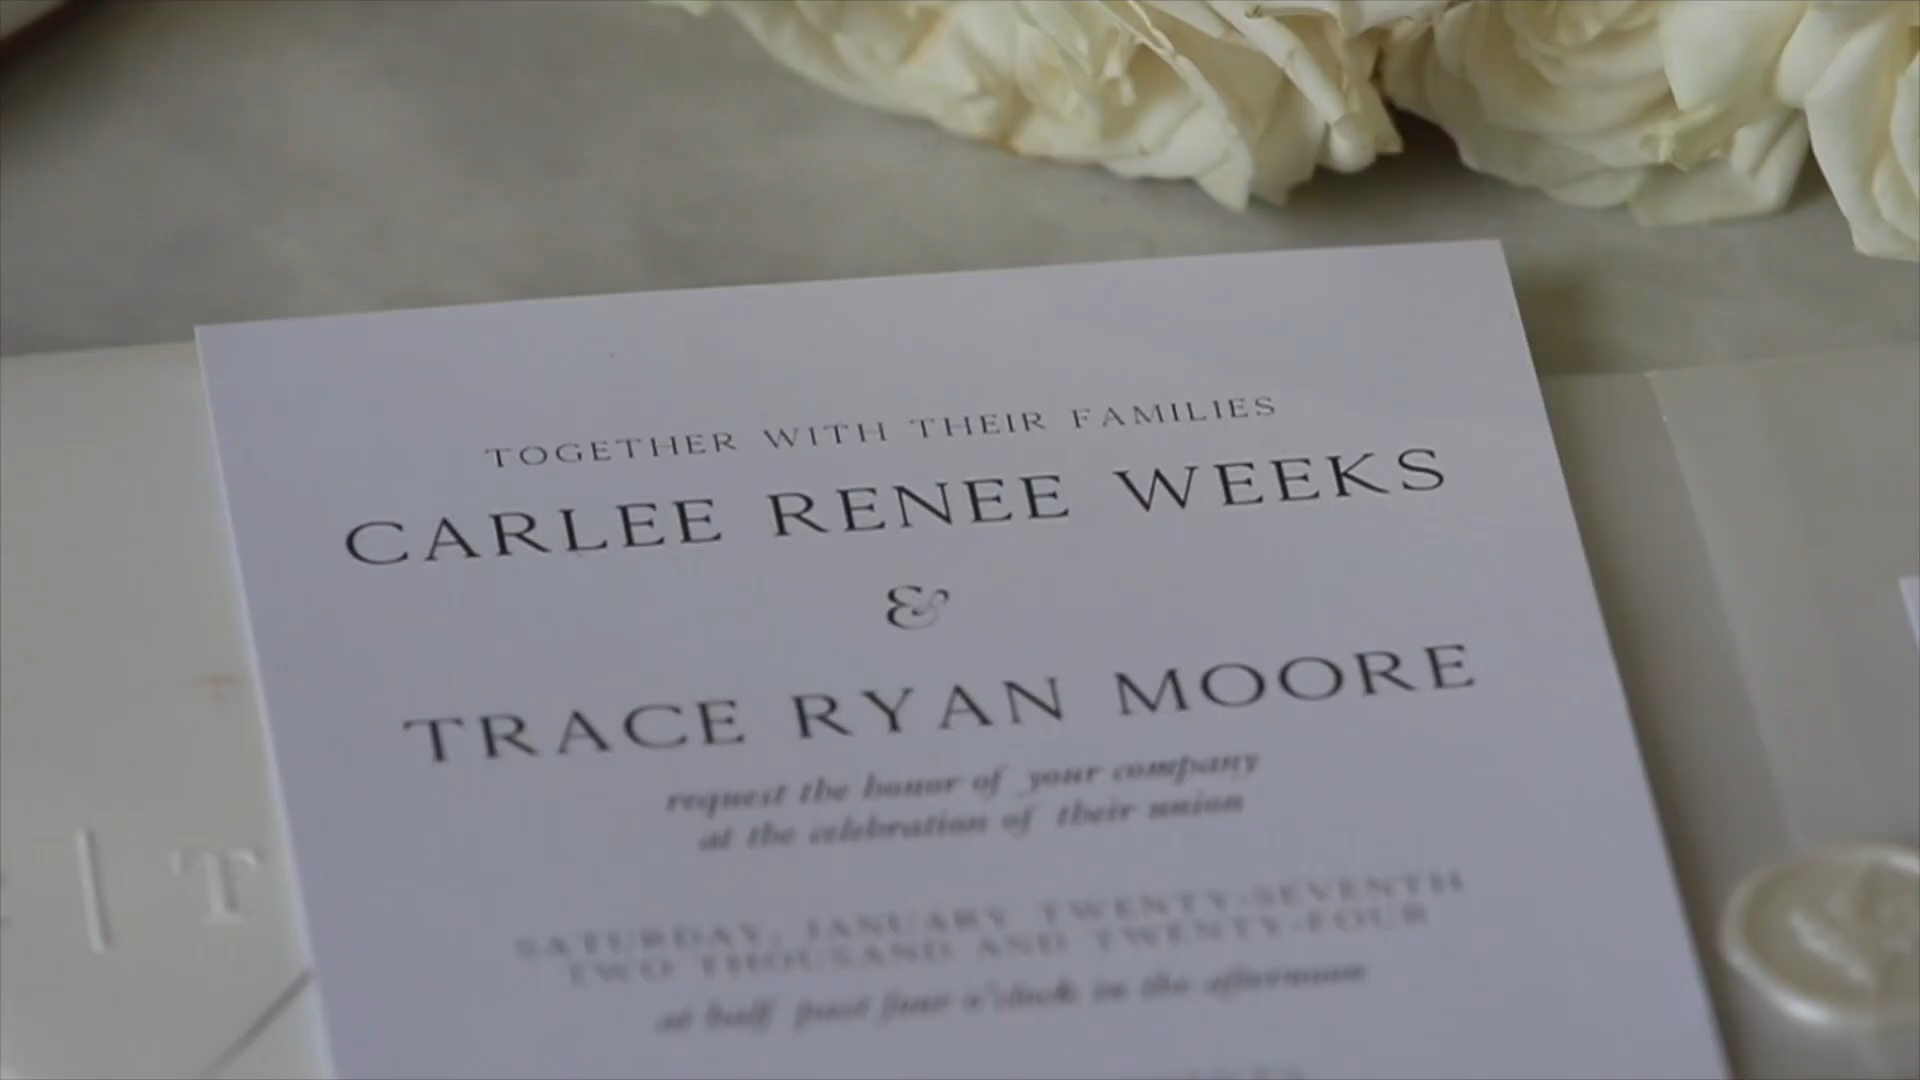 TOGETHER WITH THEIR FAMILIES
CARLEE RENEE WEEKS
&
TRACE RYAN MOORE
request the honor of your company
at the celebration of their union
SATURDAY, JANUARY TWENTY-SEVENTH
TWO THOUSAND AND TWENTY-FOUR
at half past four o'clock in the afternoon
| T